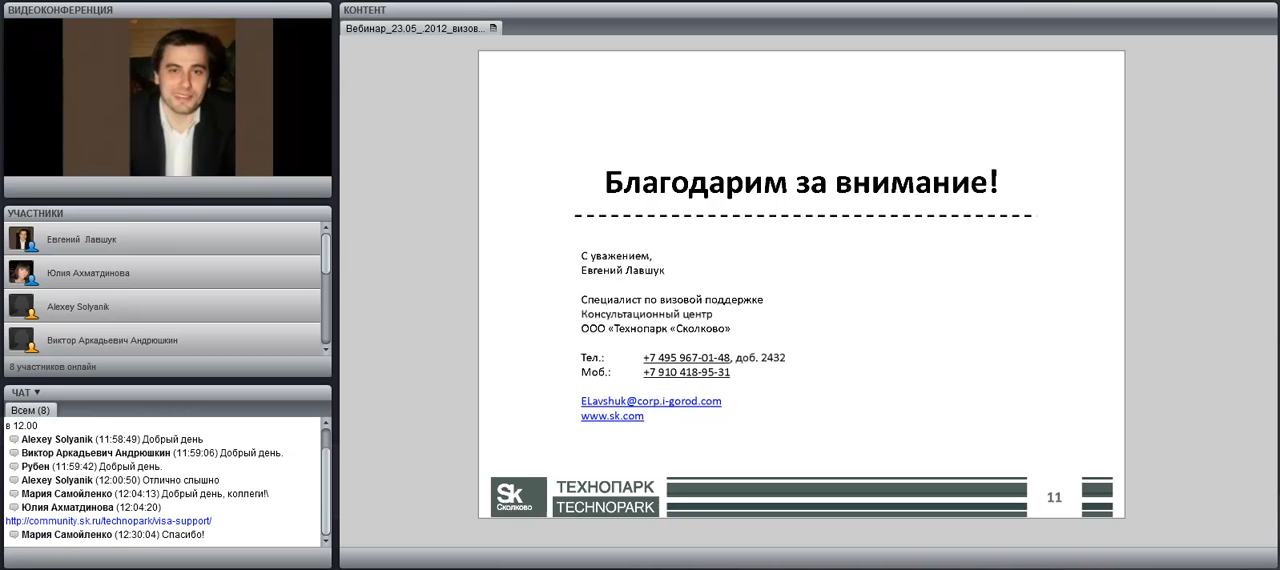 ВИДЕОКОНФЕРЕНЦИЯ
УЧАСТНИКИ
Евгений Лавшук
Юлия Ахматдинова
Alexey Solyanik
Виктор Аркадьевич Андрюшкин
8 участников онлайн
ЧАТ
Всем (8)
в 12.00
Alexey Solyanik (11:58:49) Добрый день
Виктор Аркадьевич Андрюшкин (11:59:06) Добрый день.
Рубен (11:59:42) Добрый день.
Alexey Solyanik (12:00:50) Отлично слышно
Мария Самойленко (12:04:13) Добрый день, коллеги!\
Юлия Ахматдинова (12:04:20)
http://community.sk.ru/technopark/visa-support/
Мария Самойленко (12:30:04) Спасибо!
КОНТЕНТ
Вебинар_23.05_.2012_визов...
Благодарим за внимание!
С уважением,
Евгений Лавшук
Специалист по визовой поддержке
Консультационный центр
ООО «Технопарк «Сколково»
Тел.: +7 495 967-01-48, доб. 2432
Моб.: +7 910 418-95-31
ELavshuk@corp.i-gorod.com
www.sk.com
Sk
Сколково
ТЕХНОПАРК
TECHNOPARK
11